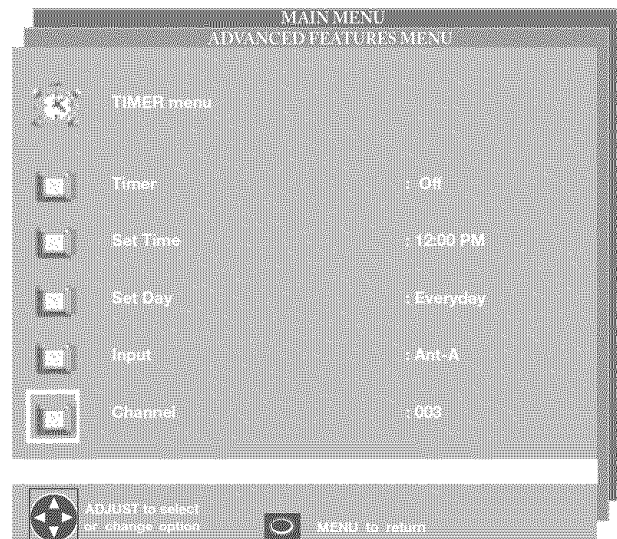 MAIN MENU
ADVANCED FEATURES MENU
TIMER menu
Timer : Off
Set Time : 12:00 PM
Set Day : Everyday
Input : Ant-A
Channel : 003
ADJUST to select
or change option
MENU to return